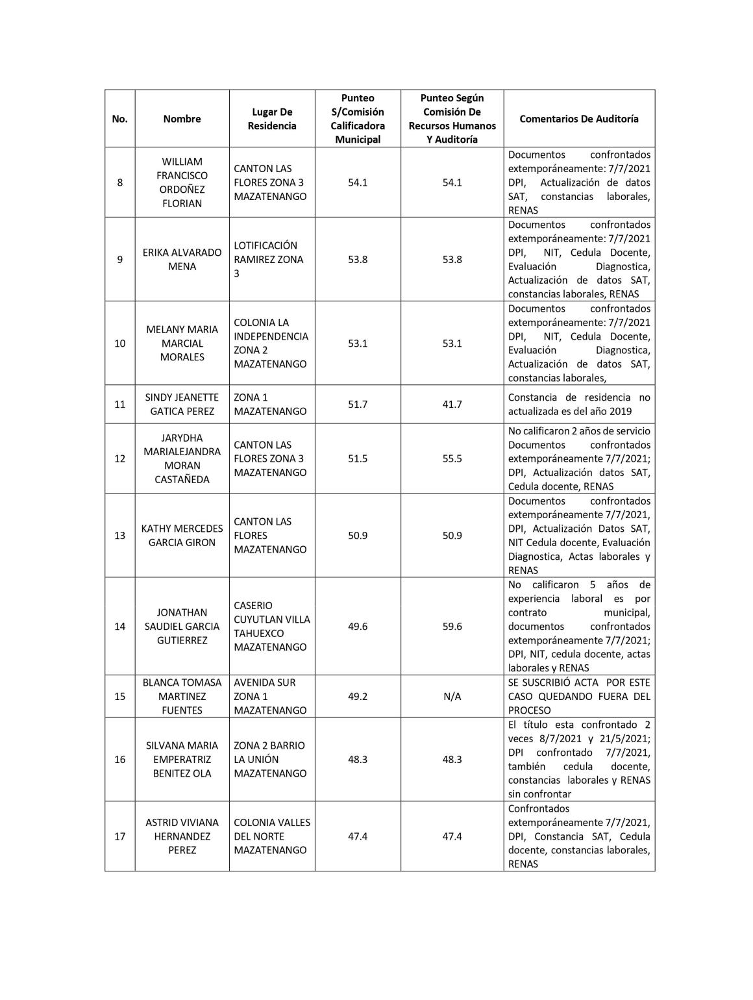 No.
Nombre
Lugar De
Residencia
Punteo
S/Comisión
Calificadora
Municipal
Punteo Según
Comisión De
Recursos Humanos
Y Auditoría
Comentarios De Auditoría
8
WILLIAM
FRANCISCO
ORDOÑEZ
FLORIAN
CANTON LAS
FLORES ZONA 3
MAZATENANGO
54.1
54.1
Documentos confrontados
extemporáneamente: 7/7/2021
DPI, Actualización de datos
SAT, constancias laborales,
RENAS
9
ERIKA ALVARADO
MENA
LOTIFICACIÓN
RAMIREZ ZONA
3
53.8
53.8
Documentos confrontados
extemporáneamente: 7/7/2021
DPI, NIT, Cedula Docente,
Evaluación Diagnostica,
Actualización de datos SAT,
constancias laborales, RENAS
10
MELANY MARIA
MARCIAL
MORALES
COLONIA LA
INDEPENDENCIA
ZONA 2
MAZATENANGO
53.1
53.1
Documentos confrontados
extemporáneamente: 7/7/2021
DPI, NIT, Cedula Docente,
Evaluación Diagnostica,
Actualización de datos SAT,
constancias laborales,
11
SINDY JEANETTE
GATICA PEREZ
ZONA 1
MAZATENANGO
51.7
41.7
Constancia de residencia no
actualizada es del año 2019
12
JARYDHA
MARIALEJANDRA
MORAN
CASTAÑEDA
CANTON LAS
FLORES ZONA 3
MAZATENANGO
51.5
55.5
No calificaron 2 años de servicio
Documentos confrontados
extemporáneamente 7/7/2021;
DPI, Actualización datos SAT,
Cedula docente, RENAS
13
KATHY MERCEDES
GARCIA GIRON
CANTON LAS
FLORES
MAZATENANGO
50.9
50.9
Documentos confrontados
extemporáneamente 7/7/2021,
DPI, Actualización Datos SAT,
NIT Cedula docente, Evaluación
Diagnostica, Actas laborales y
RENAS
14
JONATHAN
SAUDIEL GARCIA
GUTIERREZ
CASERIO
CUYUTLAN VILLA
TAHUEXCO
MAZATENANGO
49.6
59.6
No calificaron 5 años de
experiencia laboral es por
contrato municipal,
documentos confrontados
extemporáneamente 7/7/2021;
DPI, NIT, cedula docente, actas
laborales y RENAS
15
BLANCA TOMASA
MARTINEZ
FUENTES
AVENIDA SUR
ZONA 1
MAZATENANGO
49.2
N/A
SE SUSCRIBIÓ ACTA POR ESTE
CASO QUEDANDO FUERA DEL
PROCESO
16
SILVANA MARIA
EMPERATRIZ
BENITEZ OLA
ZONA 2 BARRIO
LA UNIÓN
MAZATENANGO
48.3
48.3
El título esta confrontado 2
veces 8/7/2021 y 21/5/2021;
DPI confrontado 7/7/2021,
también cedula docente,
constancias laborales y RENAS
sin confrontar
17
ASTRID VIVIANA
HERNANDEZ
PEREZ
COLONIA VALLES
DEL NORTE
MAZATENANGO
47.4
47.4
Confrontados
extemporáneamente 7/7/2021,
DPI, Constancia SAT, Cedula
docente, constancias laborales,
RENAS